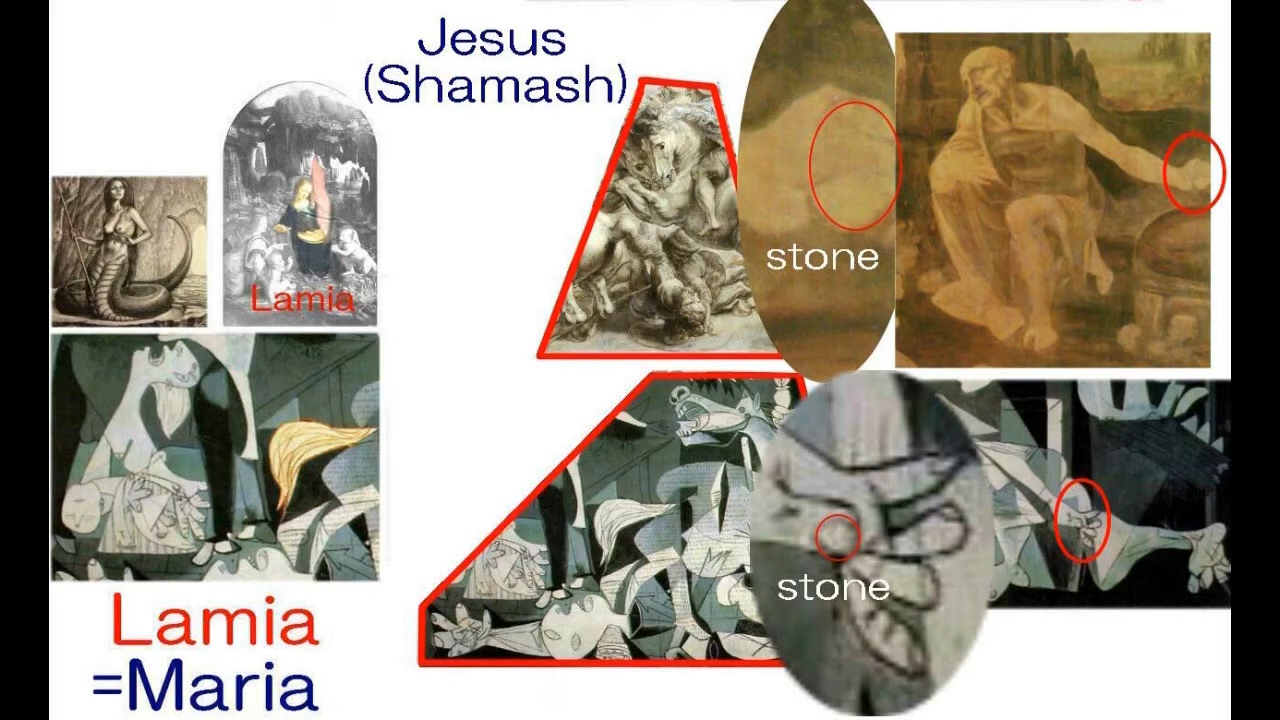 Jesus
(Shamash)
stone
Lamia
stone
Lamia
=Maria